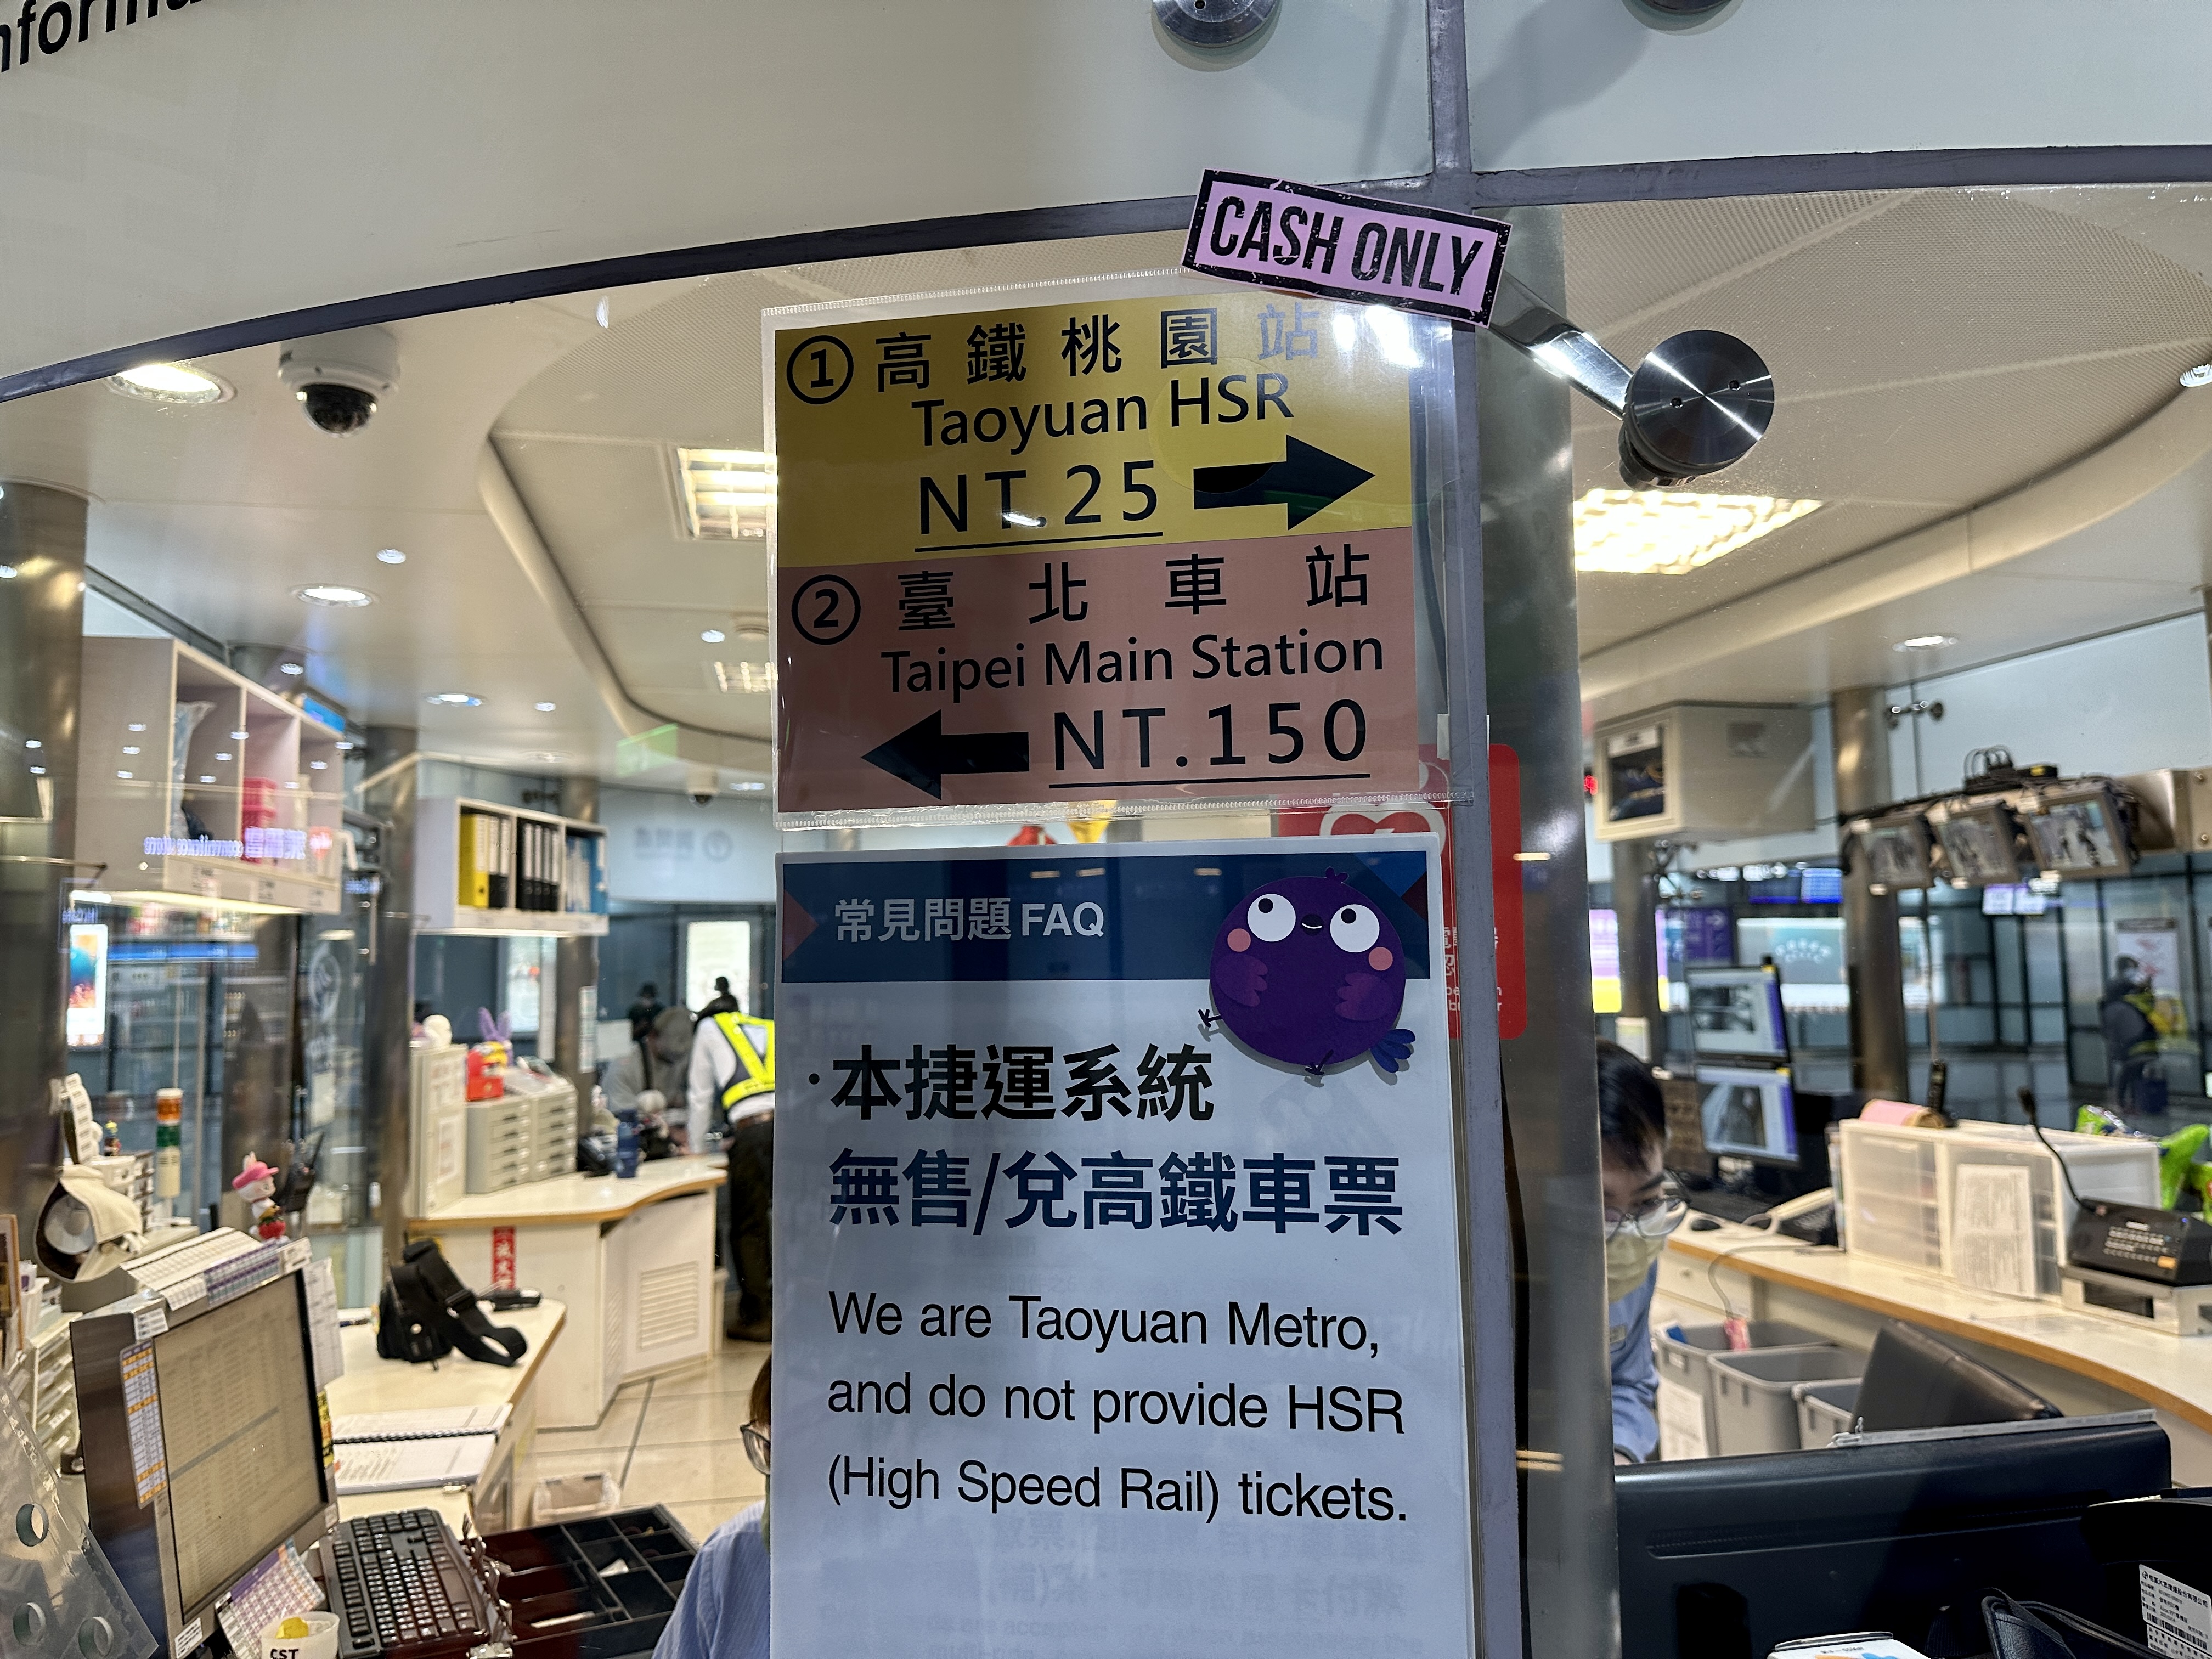 CASH ONLY
① 高鐵桃園站
Taoyuan HSR
NT.25
② 臺北車站
Taipei Main Station
NT.150
常見問題FAQ
·本捷運系統
無售/兌高鐵車票
We are Taoyuan Metro,
and do not provide HSR
(High Speed Rail) tickets.
CST